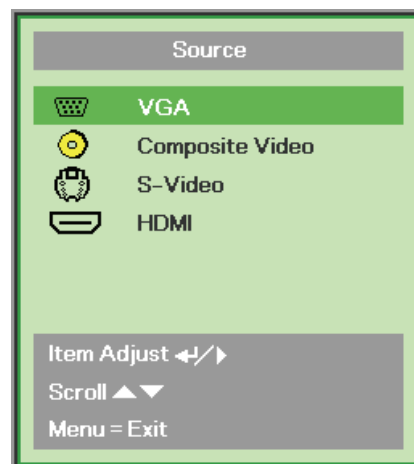 Source
VGA
Composite Video
S-Video
HDMI
Item Adjust ↵/▶
Scroll ▲▼
Menu = Exit